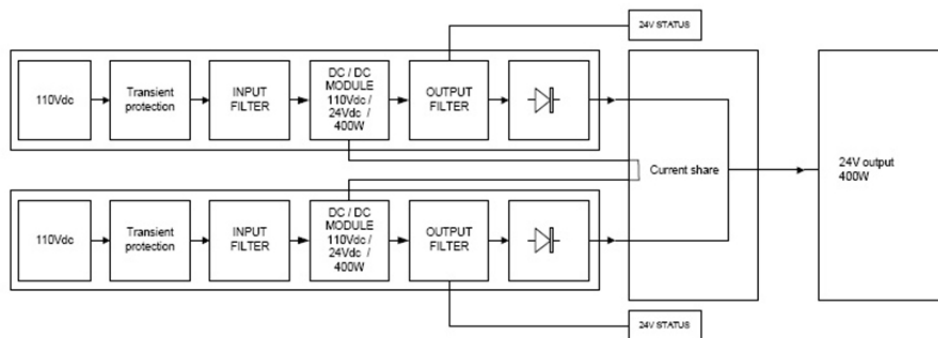 24V STATUS
110Vdc
Transient
protection
INPUT
FILTER
DC / DC
MODULE
110Vdc /
24Vdc /
400W
OUTPUT
FILTER
Current share
24V output
400W
110Vdc
Transient
protection
INPUT
FILTER
DC / DC
MODULE
110Vdc /
24Vdc /
400W
OUTPUT
FILTER
24V STATUS